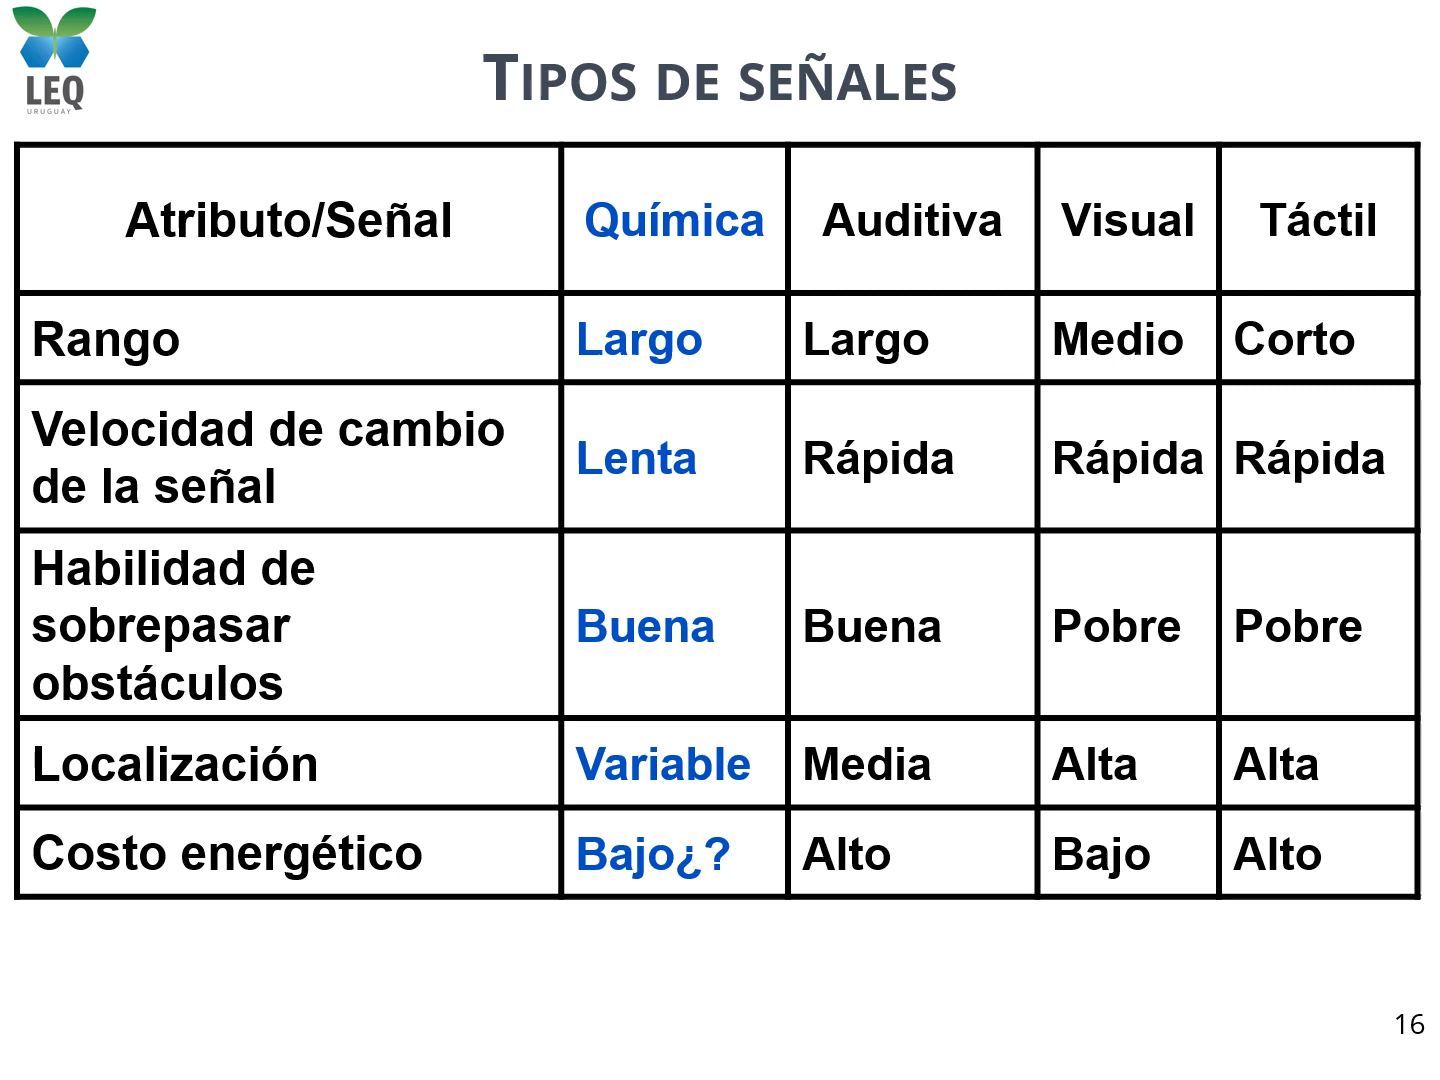 LEQ
URUGUAY
TIPOS DE SEÑALES
Atributo/Señal Química Auditiva Visual Táctil
Rango Largo Largo Medio Corto
Velocidad de cambio
de la señal Lenta Rápida Rápida Rápida
Habilidad de
sobrepasar
obstáculos Buena Buena Pobre Pobre
Localización Variable Media Alta Alta
Costo energético Bajo¿? Alto Bajo Alto
16